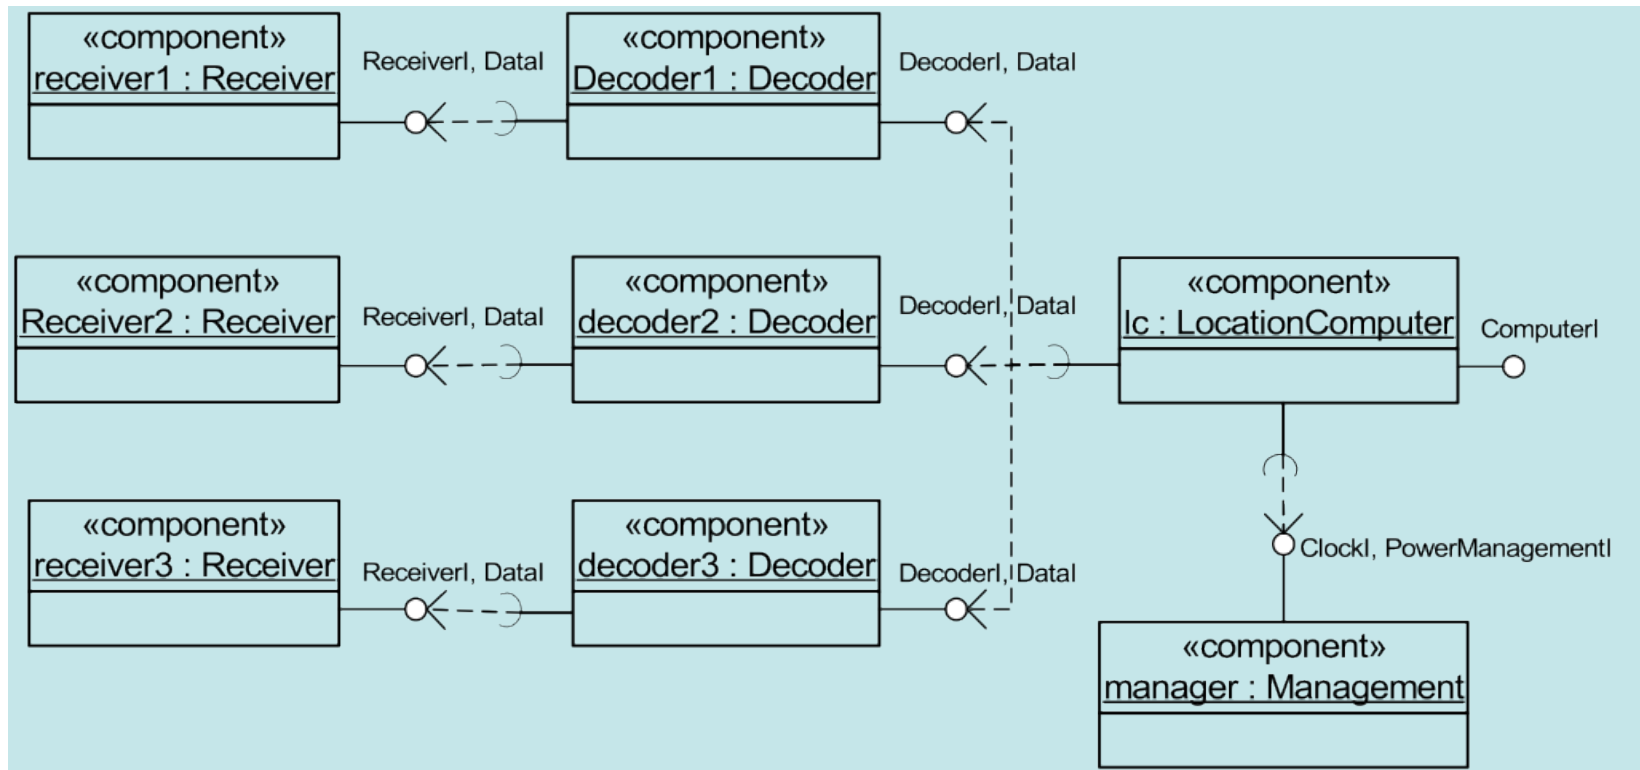 «component»
receiver1 : Receiver
ReceiverI, DataI
«component»
Decoder1 : Decoder
DecoderI, DataI
«component»
Receiver2 : Receiver
ReceiverI, DataI
«component»
decoder2 : Decoder
DecoderI, DataI
«component»
lc : LocationComputer
ComputerI
«component»
receiver3 : Receiver
ReceiverI, DataI
«component»
decoder3 : Decoder
DecoderI, DataI
ClockI, PowerManagementI
«component»
manager : Management